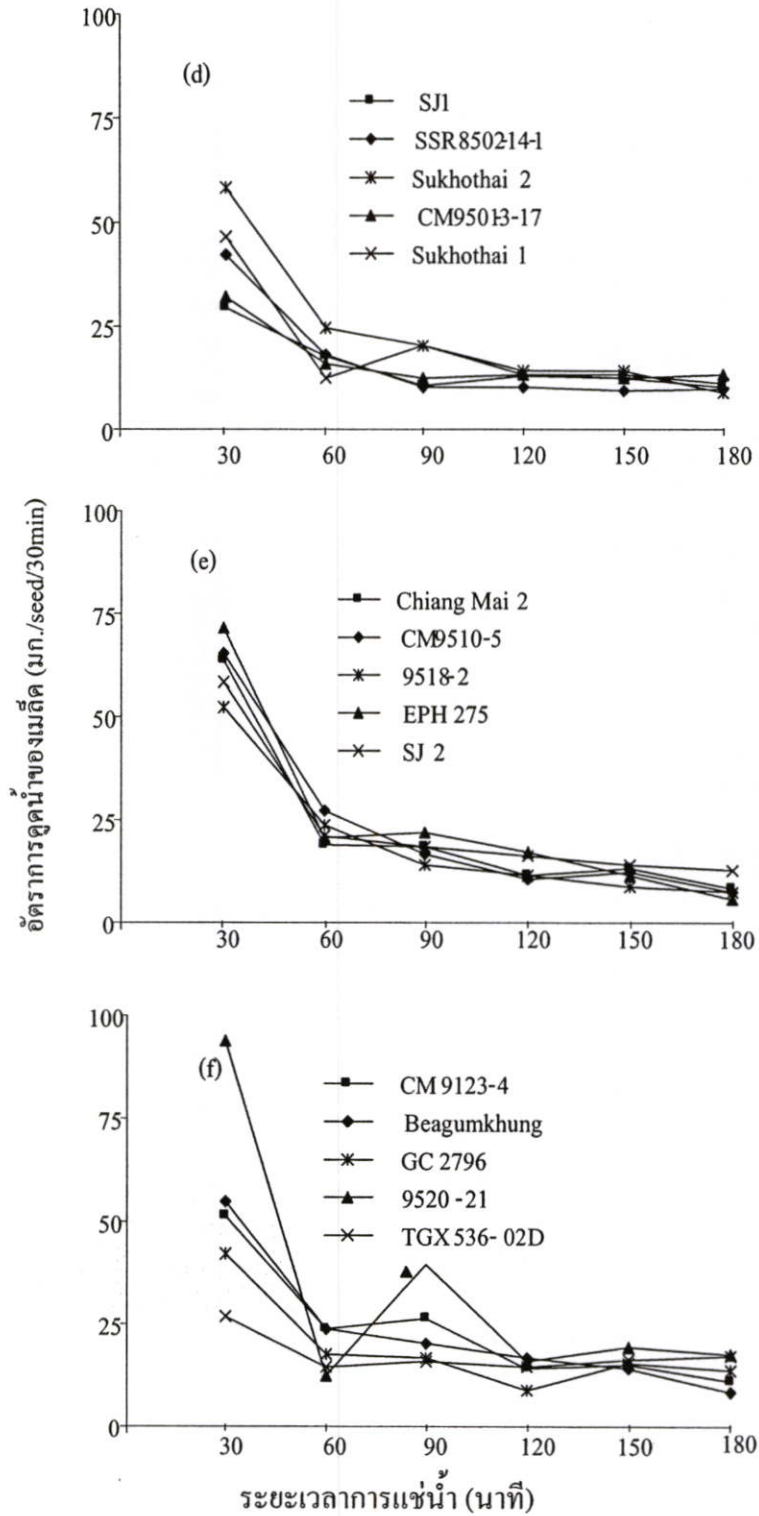 อัตราการดูดน้ำของเมล็ด (มก./seed/30min)
100
(d)
SJ1
75
SSR8502-14-1
Sukhothai 2
CM95013-17
50
Sukhothai 1
25
0
30 60 90 120 150 180
100
(e)
Chiang Mai 2
75
CM9510-5
9518-2
50
EPH 275
SJ 2
25
0
30 60 90 120 150 180
100
(f)
CM 9123-4
75
Beagumkhung
GC 2796
9520 -21
50
TGX 536- 02D
25
0
30 60 90 120 150 180
ระยะเวลาการแช่น้ำ (นาที)